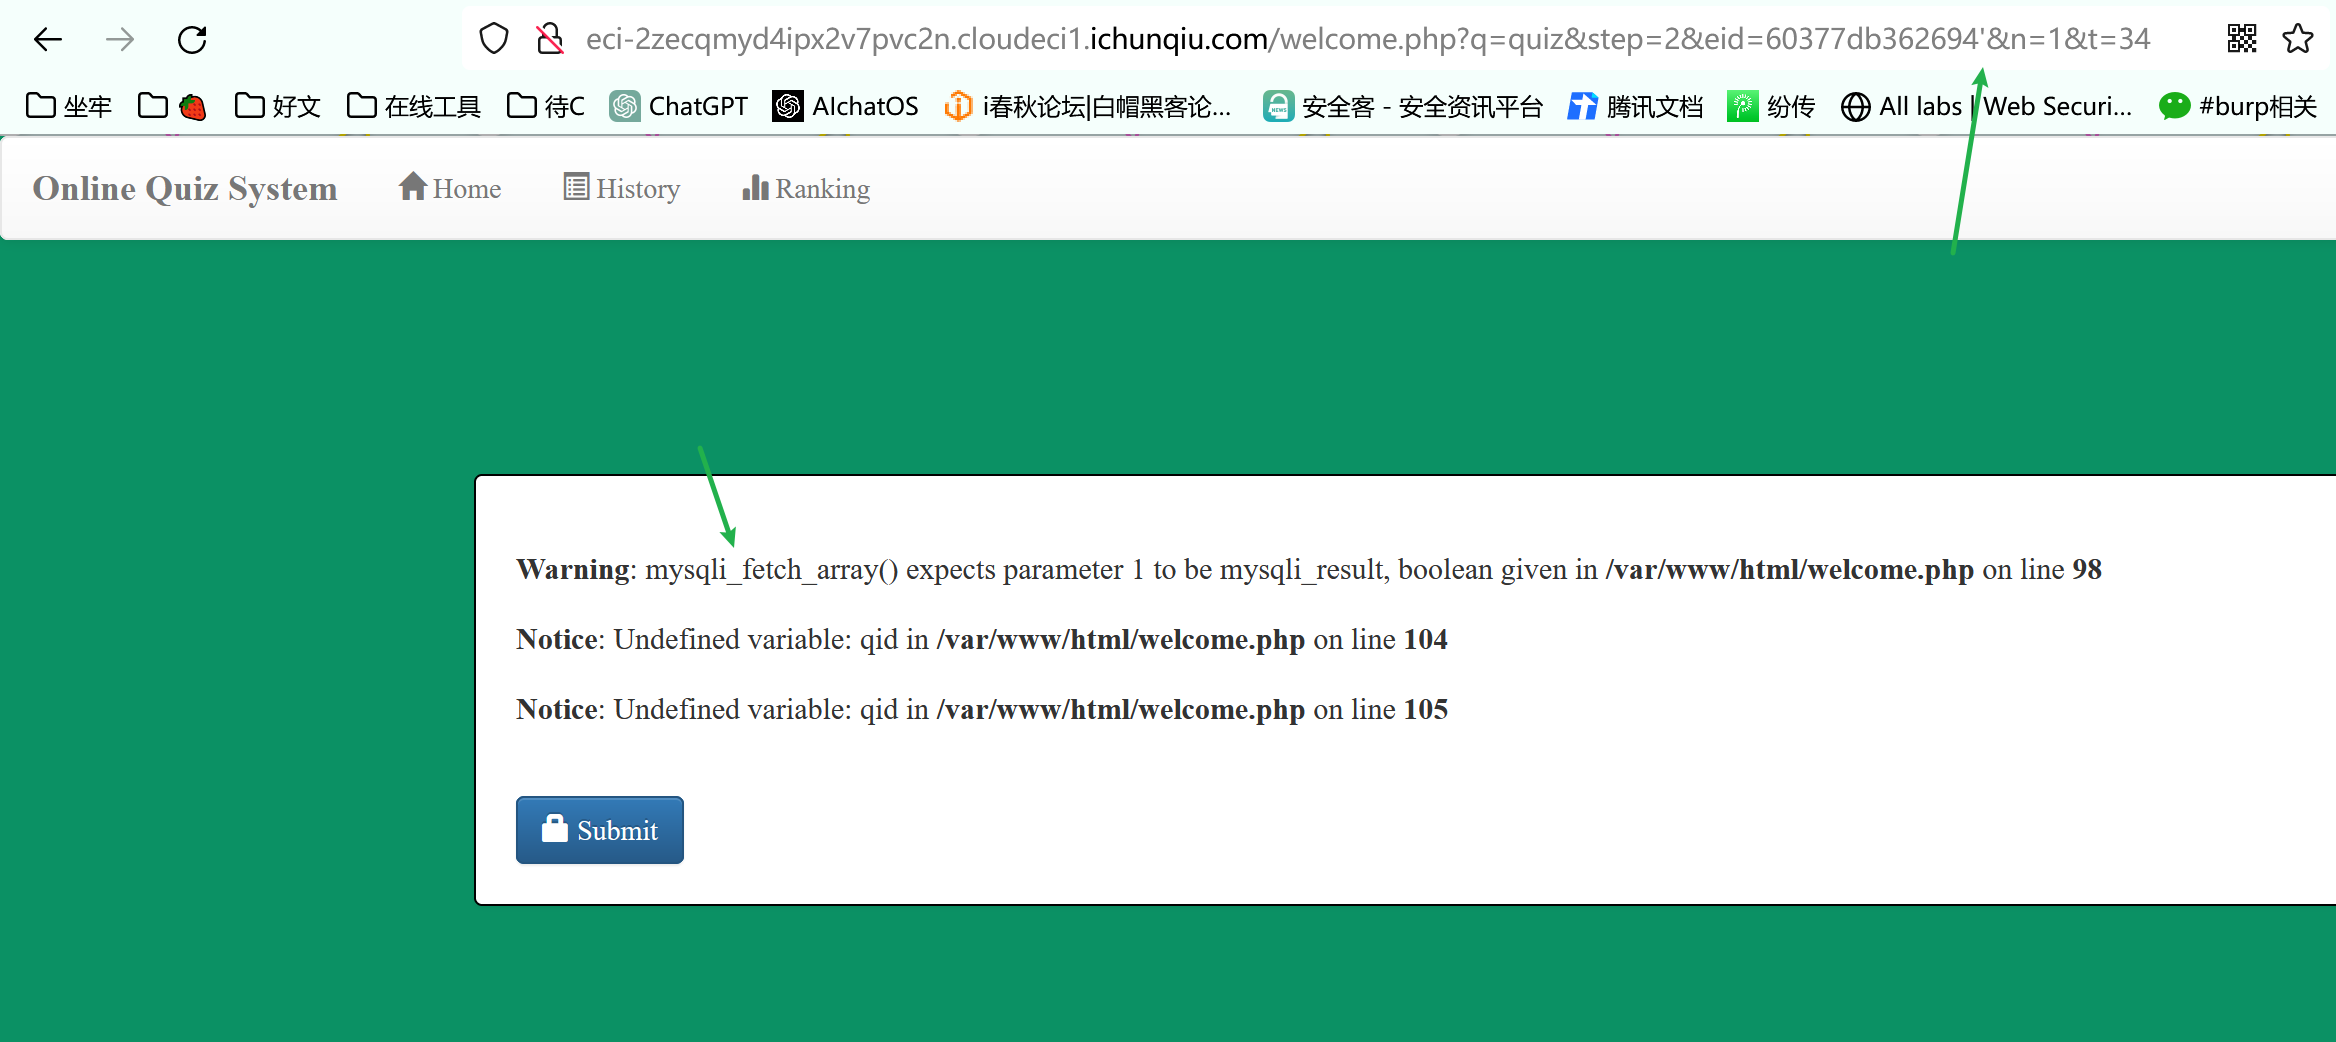 eci-2zecqmyd4ipx2v7pvc2n.cloudeci1.ichunqiu.com/welcome.php?q=quiz&step=2&eid=60377db362694'&n=1&t=34
坐牢 好文 在线工具 待C ChatGPT AIchatOS i春秋论坛|白帽黑客论... 安全客 - 安全资讯平台 腾讯文档 纷传 All labs | Web Securi... #burp相关
Online Quiz System Home History Ranking
Warning: mysqli_fetch_array() expects parameter 1 to be mysqli_result, boolean given in /var/www/html/welcome.php on line 98
Notice: Undefined variable: qid in /var/www/html/welcome.php on line 104
Notice: Undefined variable: qid in /var/www/html/welcome.php on line 105
Submit